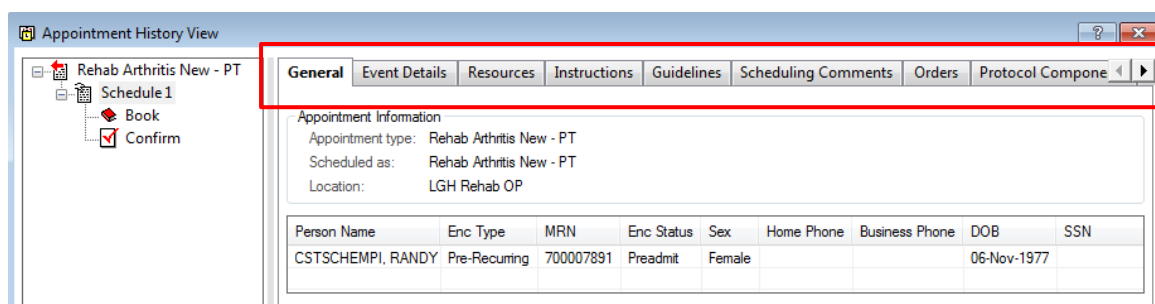 Appointment History View
Rehab Arthritis New - PT
Schedule 1
Book
Confirm
General Event Details Resources Instructions Guidelines Scheduling Comments Orders Protocol Compone
Appointment Information
Appointment type: Rehab Arthritis New - PT
Scheduled as: Rehab Arthritis New - PT
Location: LGH Rehab OP
Person Name Enc Type MRN Enc Status Sex Home Phone Business Phone DOB SSN
CSTSCHEMPI, RANDY Pre-Recurring 700007891 Preadmit Female 06-Nov-1977